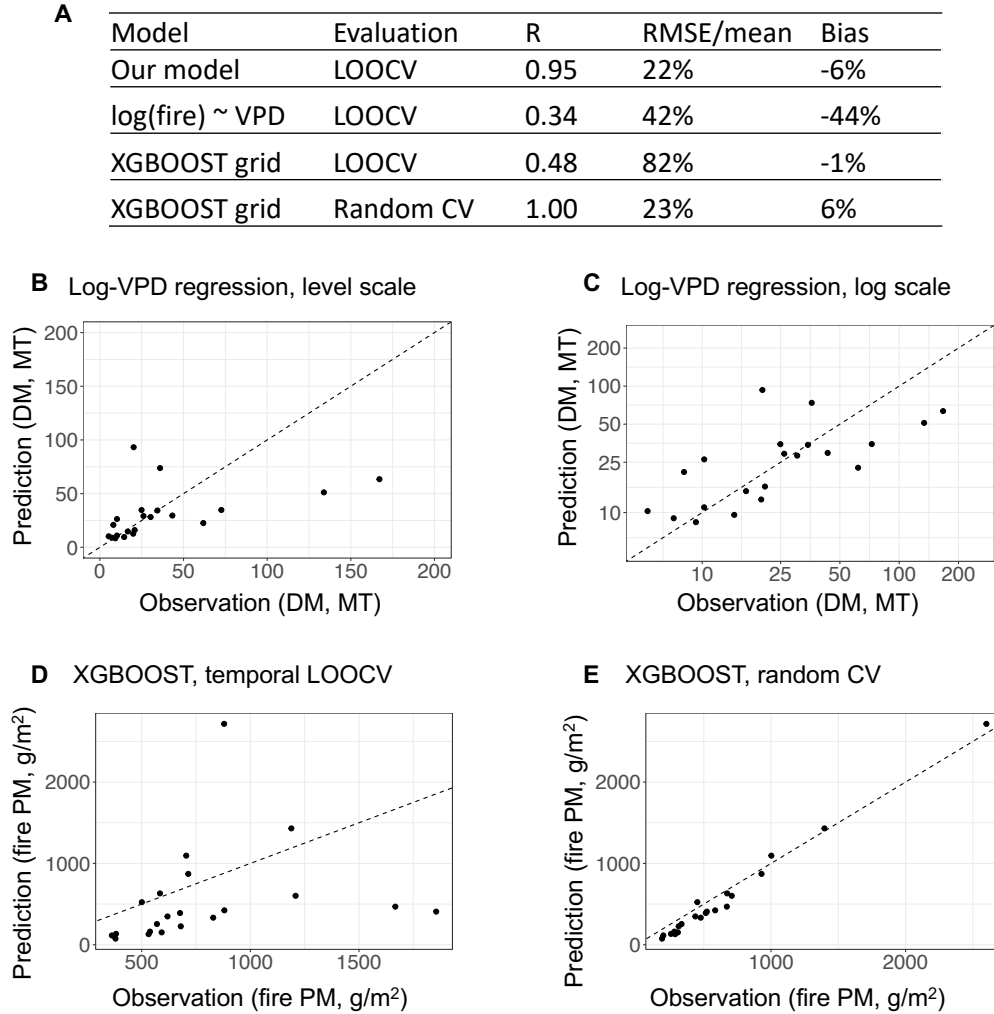 A
Model Evaluation R RMSE/mean Bias
Our model LOOCV 0.95 22% -6%
log(fire) ~ VPD LOOCV 0.34 42% -44%
XGBOOST grid LOOCV 0.48 82% -1%
XGBOOST grid Random CV 1.00 23% 6%
B Log-VPD regression, level scale
Prediction (DM, MT)
200
150
100
50
0
0 50 100 150 200
Observation (DM, MT)
C Log-VPD regression, log scale
Prediction (DM, MT)
200
100
50
25
10
10 25 50 100 200
Observation (DM, MT)
D XGBOOST, temporal LOOCV
Prediction (fire PM, g/m²)
2000
1000
0
500 1000 1500
Observation (fire PM, g/m²)
E XGBOOST, random CV
Prediction (fire PM, g/m²)
2000
1000
0
1000 2000
Observation (fire PM, g/m²)